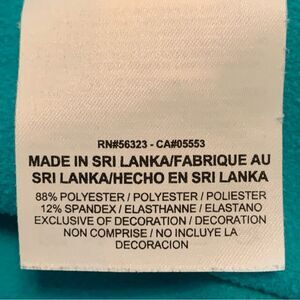 RN#56323 - CA#05553
MADE IN SRI LANKA/FABRIQUE AU
SRI LANKA/HECHO EN SRI LANKA
88% POLYESTER / POLYESTER / POLIESTER
12% SPANDEX / ELASTHANNE / ELASTANO
EXCLUSIVE OF DECORATION / DECORATION
NON COMPRISE / NO INCLUYE LA
DECORACION